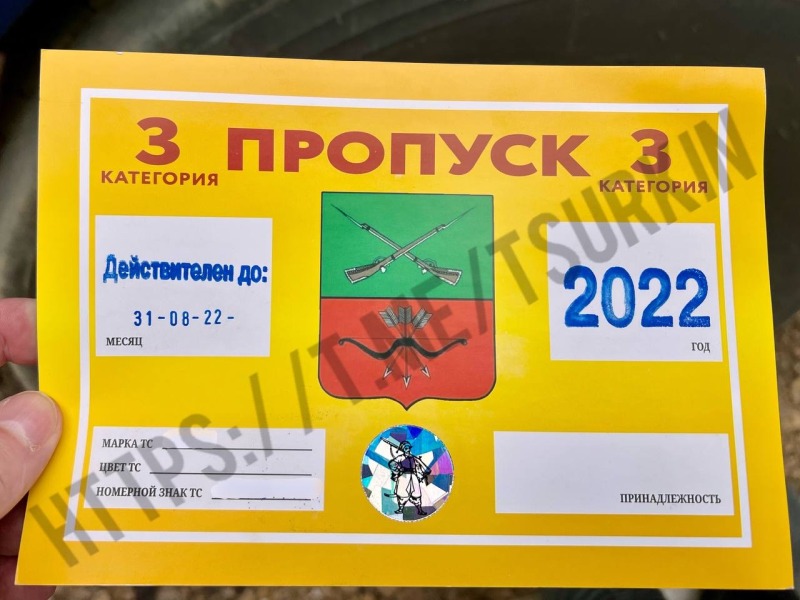 3 ПРОПУСК 3
КАТЕГОРИЯ КАТЕГОРИЯ
Действителен до:
31-08-22-
МЕСЯЦ
2022
ГОД
МАРКА ТС
ЦВЕТ ТС
НОМЕРНОЙ ЗНАК ТС
ПРИНАДЛЕЖНОСТЬ
HTTPS://T.ME/TSURKIN